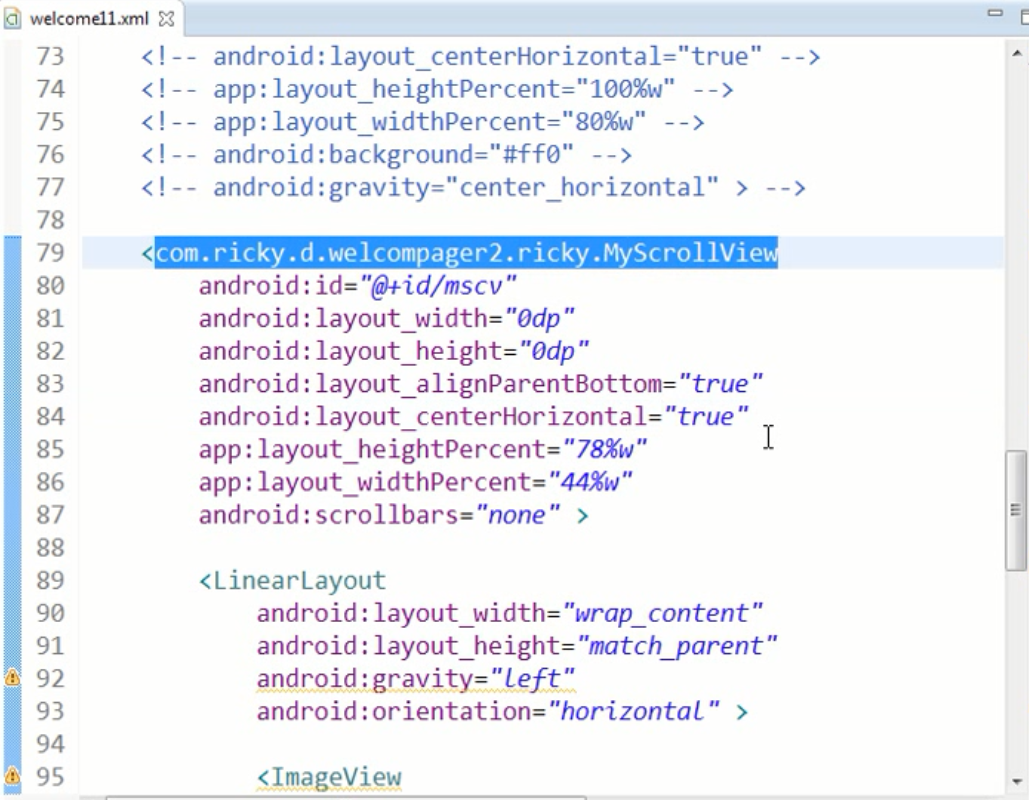 welcome11.xml
73 <!-- android:layout_centerHorizontal="true" -->
74 <!-- app:layout_heightPercent="100%w" -->
75 <!-- app:layout_widthPercent="80%w" -->
76 <!-- android:background="#ff0" -->
77 <!-- android:gravity="center_horizontal" > -->
78
79 <com.ricky.d.welcompager2.ricky.MyScrollView
80 android:id="@+id/mscv"
81 android:layout_width="0dp"
82 android:layout_height="0dp"
83 android:layout_alignParentBottom="true"
84 android:layout_centerHorizontal="true"
85 app:layout_heightPercent="78%w"
86 app:layout_widthPercent="44%w"
87 android:scrollbars="none" >
88
89 <LinearLayout
90 android:layout_width="wrap_content"
91 android:layout_height="match_parent"
92 android:gravity="left"
93 android:orientation="horizontal" >
94
95 <ImageView